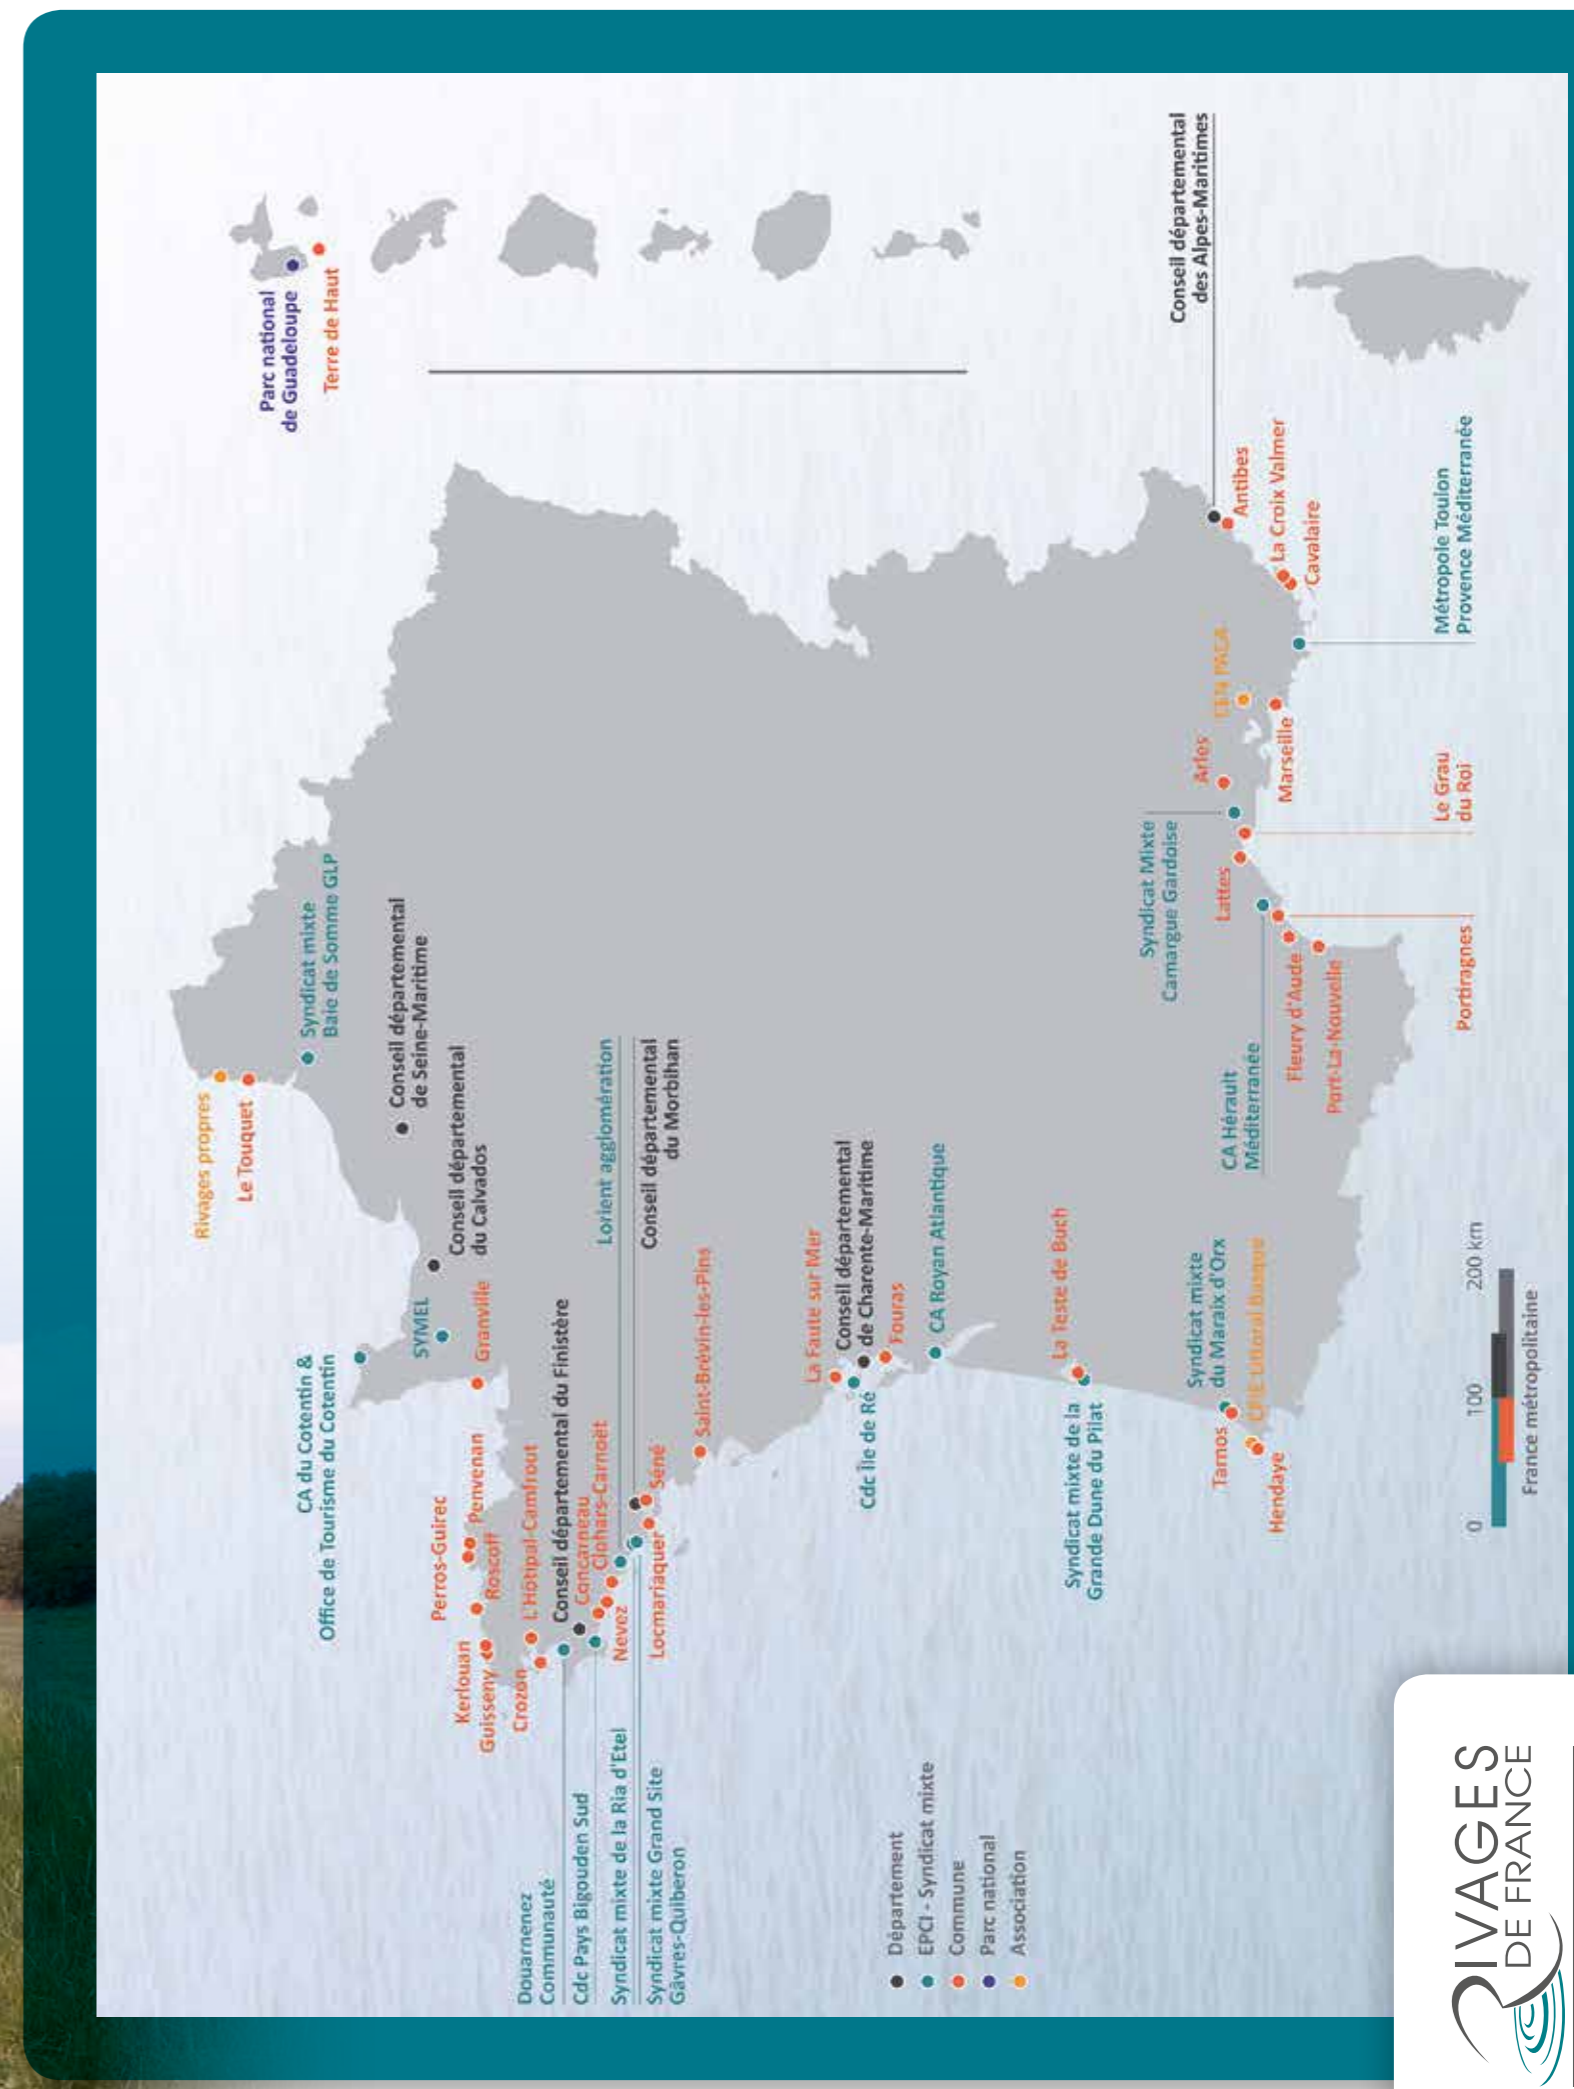 Parc national
de Guadeloupe
Terre de Haut
Rivages propres
Le Touquet
Syndicat mixte
Baie de Somme GLP
Conseil départemental
de Seine-Maritime
Conseil départemental
du Calvados
CA du Cotentin &
Office de Tourisme du Cotentin
SYMEL
Granville
Perros-Guirec
Penvenan
Roscoff
Kerlouan
Guisseny
L'Hôtipal-Camfrout
Crozon
Conseil départemental du Finistère
Concarneau
Clohars-Carnoët
Nevez
Lorient agglomération
Conseil départemental
du Morbihan
Séné
Locmariaquer
Douarnenez
Communauté
Cdc Pays Bigouden Sud
Syndicat mixte de la Ria d'Etel
Syndicat mixte Grand Site
Gâvres-Quiberon
Saint-Brévin-les-Pins
La Faute sur Mer
Conseil départemental
de Charente-Maritime
Cdc île de Ré
Fouras
CA Royan Atlantique
La Teste de Buch
Syndicat mixte de la
Grande Dune du Pilat
Syndicat mixte
du Maraix d'Orx
Tarnos
CPIE Littoral Basque
Hendaye
Conseil départemental
des Alpes-Maritimes
Antibes
La Croix Valmer
Cavalaire
Métropole Toulon
Provence Méditerranée
CEN PACA
Marseille
Arles
Syndicat Mixte
Camargue Gardoise
Le Grau
du Roi
Lattes
CA Hérault
Méditerranée
Portiragnes
Fleury d'Aude
Port-La-Nouvelle
Département
EPCI - Syndicat mixte
Commune
Parc national
Association
0 100 200 km
France métropolitaine
RIVAGES
DE FRANCE